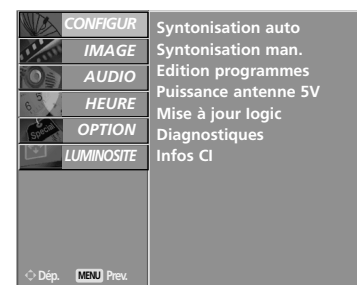 CONFIGUR
IMAGE
AUDIO
HEURE
Special
OPTION
LUMINOSITE
Syntonisation auto
Syntonisation man.
Edition programmes
Puissance antenne 5V
Mise à jour logic
Diagnostiques
Infos CI
Dép. MENU Prev.